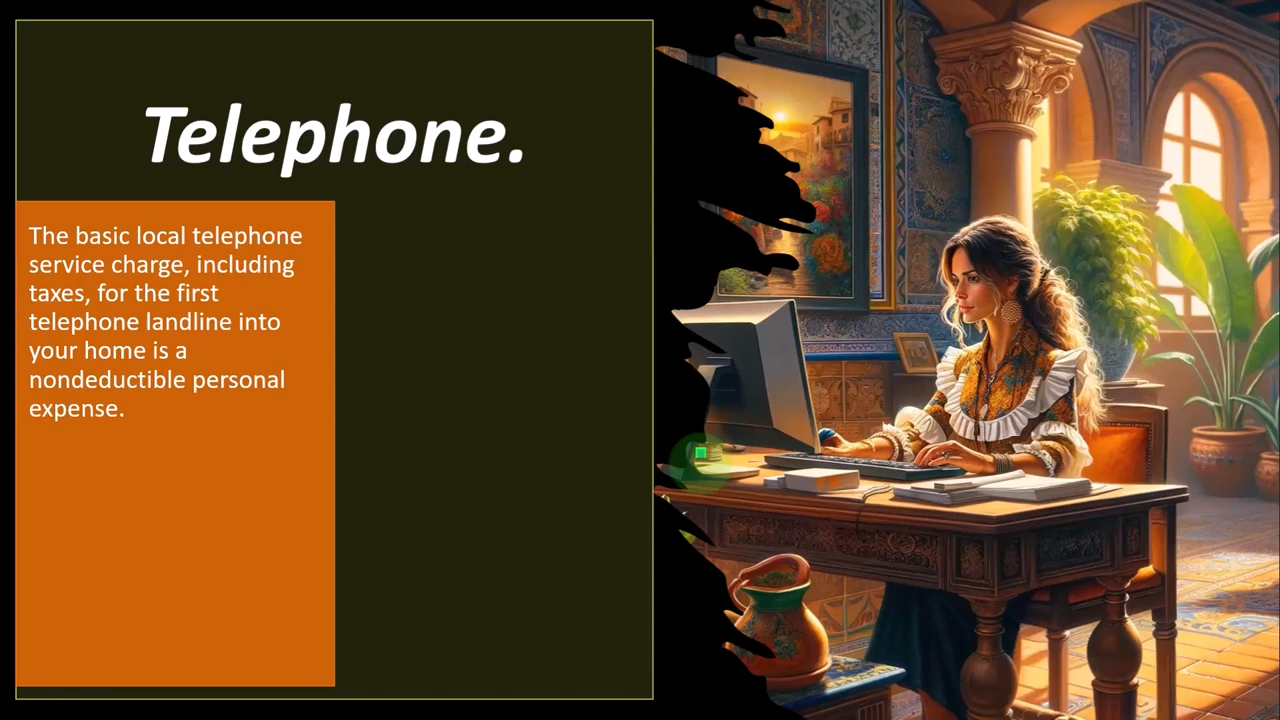 Telephone.
The basic local telephone
service charge, including
taxes, for the first
telephone landline into
your home is a
nondeductible personal
expense.